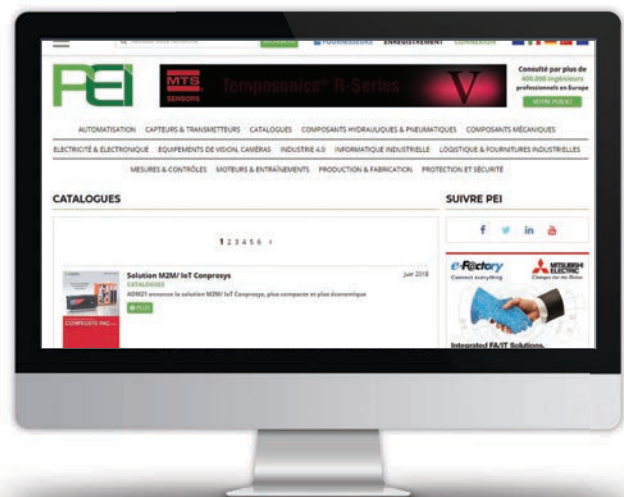 FOURNISSEURS ENREGISTREMENT CONNEXION
PEI
MTS
SENSORS
Temposonics® R-Series
V
Consulté par plus de
400.000 ingénieurs
professionnels en Europe
VOTRE PUBLICITÉ
AUTOMATISATION CAPTEURS & TRANSMETTEURS CATALOGUES COMPOSANTS HYDRAULIQUES & PNEUMATIQUES COMPOSANTS MÉCANIQUES
ELECTRICITÉ & ELECTRONIQUE EQUIPEMENTS DE VISION, CAMÉRAS INDUSTRIE 4.0 INFORMATIQUE INDUSTRIELLE LOGISTIQUE & FOURNITURES INDUSTRIELLES
MESURES & CONTRÔLES MOTEURS & ENTRAÎNEMENTS PRODUCTION & FABRICATION PROTECTION ET SÉCURITÉ
CATALOGUES
SUIVRE PEI
1 2 3 4 5 6 ›
Solution M2M/ IoT Conprosys
Juin 2018
CATALOGUES
ADM21 annonce la solution M2M/ IoT Conprosys, plus compacte et plus économique
PLUS
e-F@ctory
Connect everything
MITSUBISHI
ELECTRIC
Changes for the Better
Integrated FA/IT Solutions.